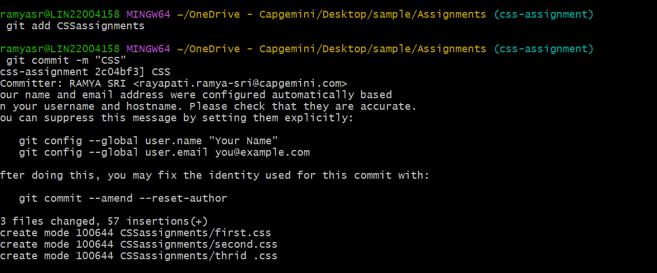 ramyasr@LIN22004158 MINGW64 ~/OneDrive - Capgemini/Desktop/sample/Assignments (css-assignment)
git add CSSassignments
ramyasr@LIN22004158 MINGW64 ~/OneDrive - Capgemini/Desktop/sample/Assignments (css-assignment)
git commit -m "CSS"
css-assignment 2c04bf3] CSS
Committer: RAMYA SRI <rayapati.ramya-sri@capgemini.com>
our name and email address were configured automatically based
n your username and hostname. Please check that they are accurate.
ou can suppress this message by setting them explicitly:
git config --global user.name "Your Name"
git config --global user.email you@example.com
fter doing this, you may fix the identity used for this commit with:
git commit --amend --reset-author
3 files changed, 57 insertions(+)
create mode 100644 CSSassignments/first.css
create mode 100644 CSSassignments/second.css
create mode 100644 CSSassignments/thrid .css